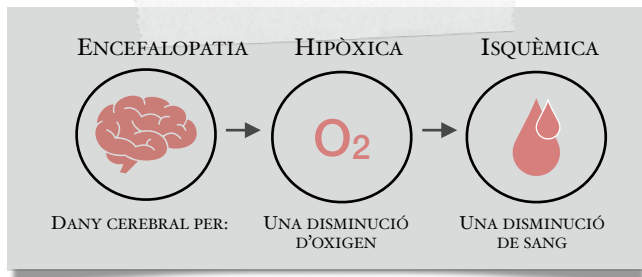 ENCEFALOPATIA
HIPÒXICA
ISQUÈMICA
O₂
DANY CEREBRAL PER:
UNA DISMINUCIÓ
D'OXIGEN
UNA DISMINUCIÓ
DE SANG